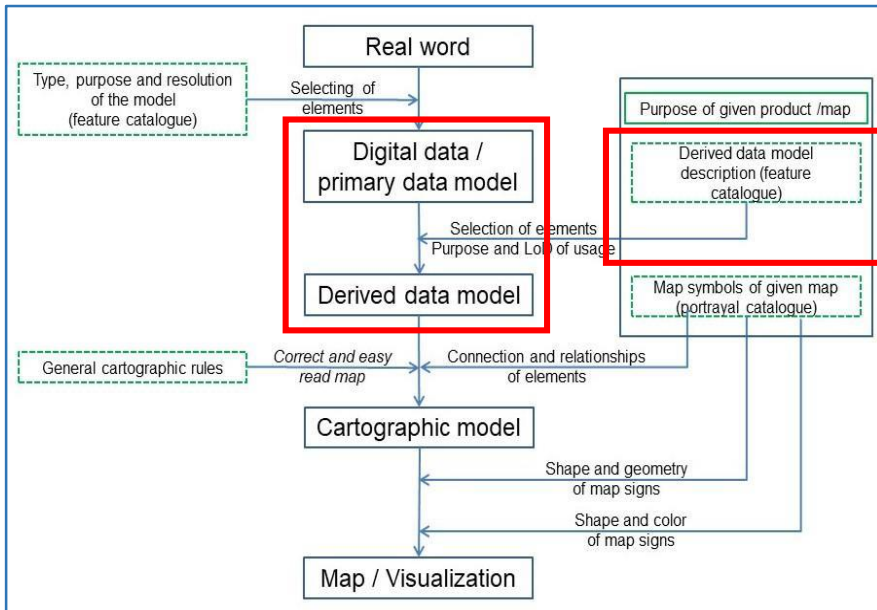 Real word
Type, purpose and resolution
of the model
(feature catalogue)
Selecting of
elements
Purpose of given product /map
Digital data /
primary data model
Derived data model
description (feature
catalogue)
Selection of elements
Purpose and LoD of usage
Derived data model
Map symbols of given map
(portrayal catalogue)
General cartographic rules
Correct and easy
read map
Connection and relationships
of elements
Cartographic model
Shape and geometry
of map signs
Shape and color
of map signs
Map / Visualization